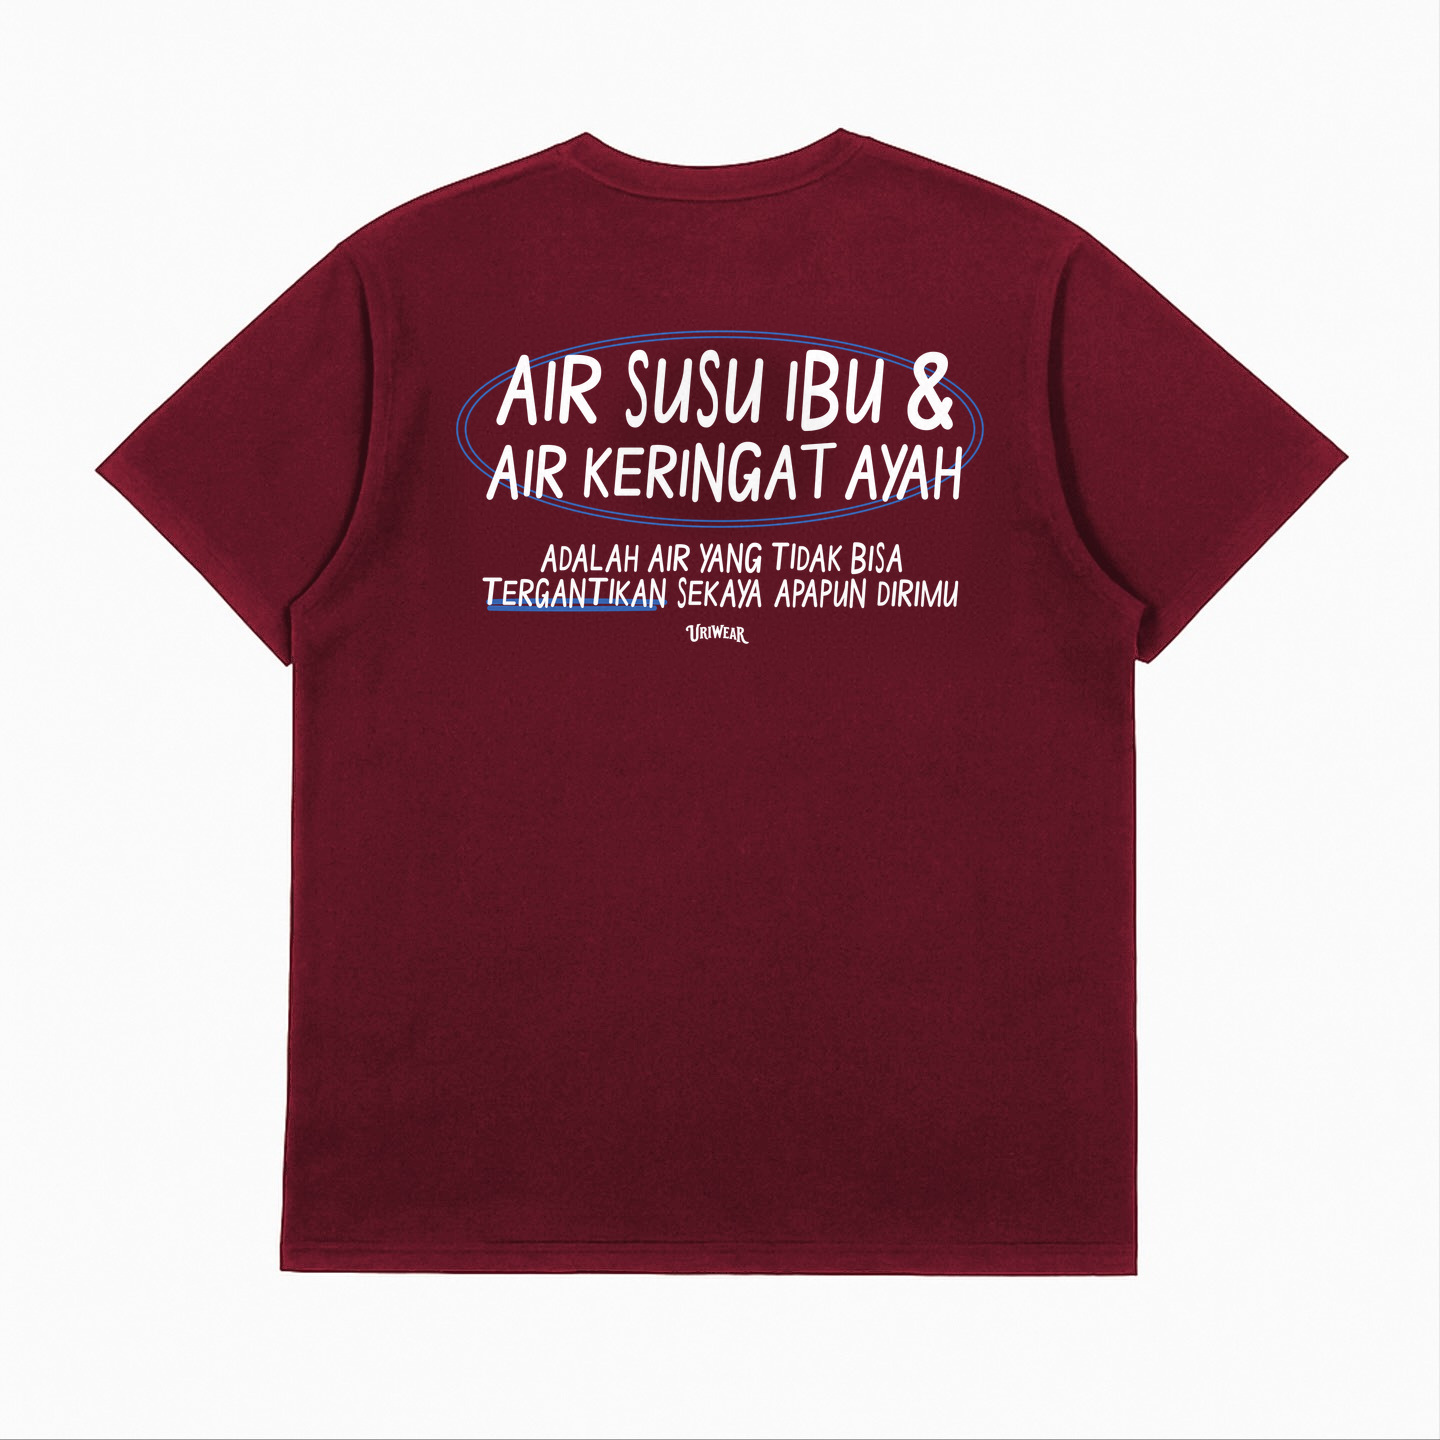 AIR SUSU IBU &
AIR KERINGAT AYAH
ADALAH AIR YANG TIDAK BISA
TERGANTIKAN SEKAYA APAPUN DIRIMU
URIWEAR